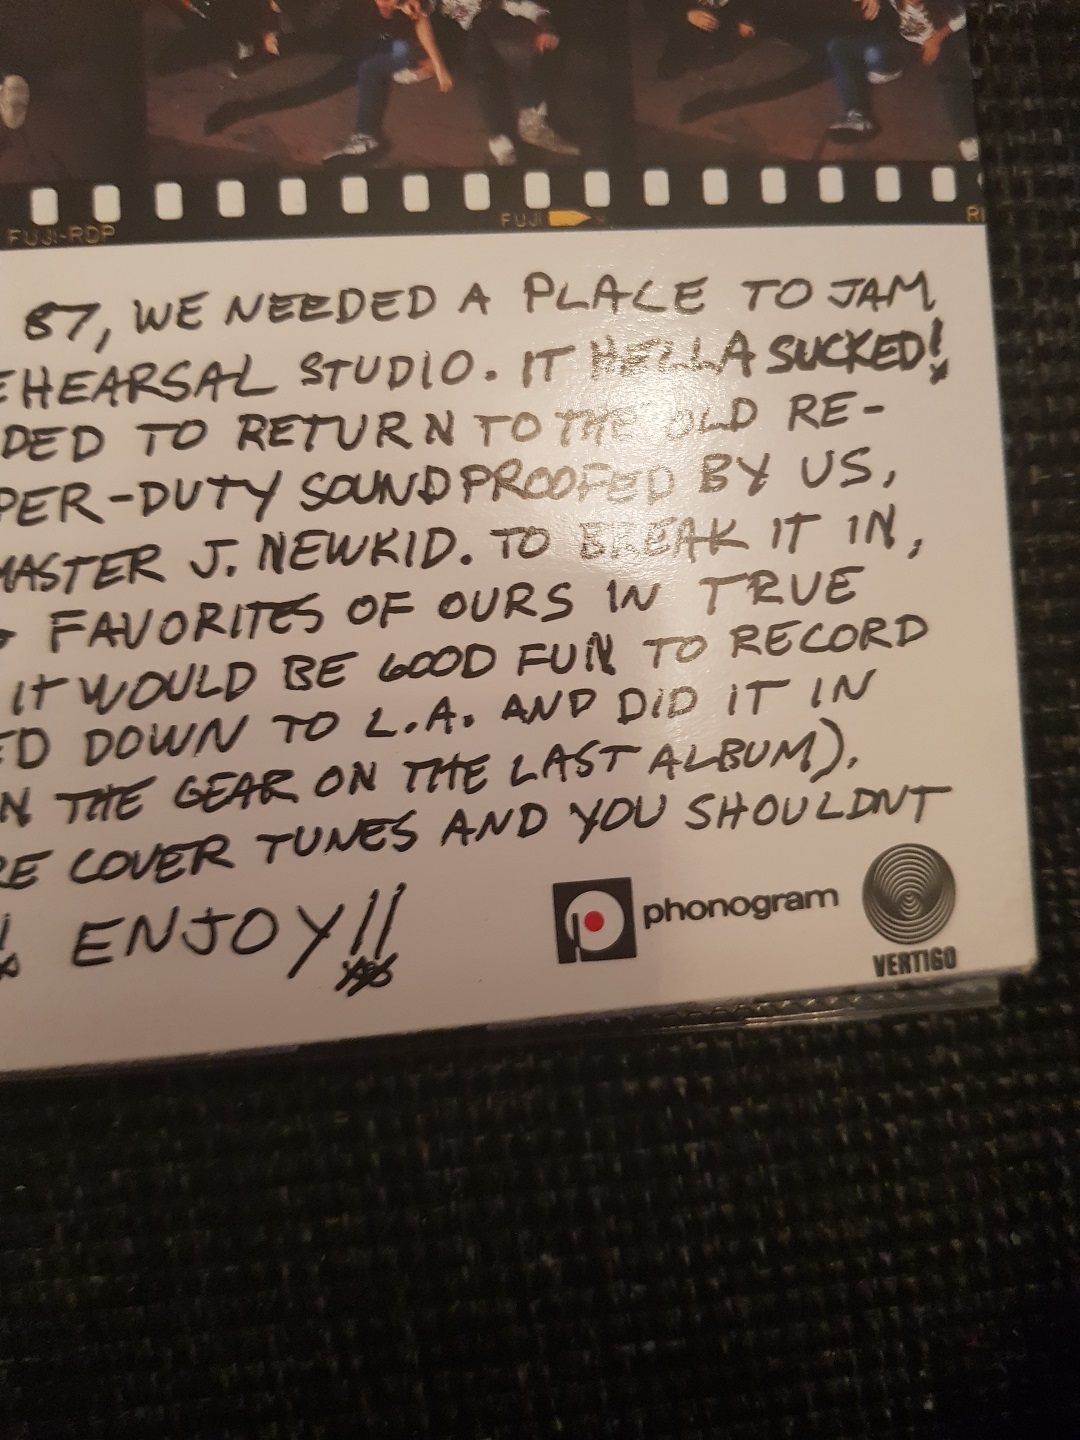 FUJI-RDP FUJI
87, WE NEEDED A PLACE TO JAM
EHEARSAL STUDIO. IT HELLA SUCKED!
DED TO RETURN TO THE OLD RE-
PER-DUTY SOUNDPROOFED BY US,
MASTER J. NEWKID. TO BREAK IT IN,
FAVORITES OF OURS IN TRUE
IT WOULD BE GOOD FUN TO RECORD
ED DOWN TO L.A. AND DID IT IN
N THE GEAR ON THE LAST ALBUM).
RE COVER TUNES AND YOU SHOULDNT
ENJOY!!
phonogram
VERTIGO